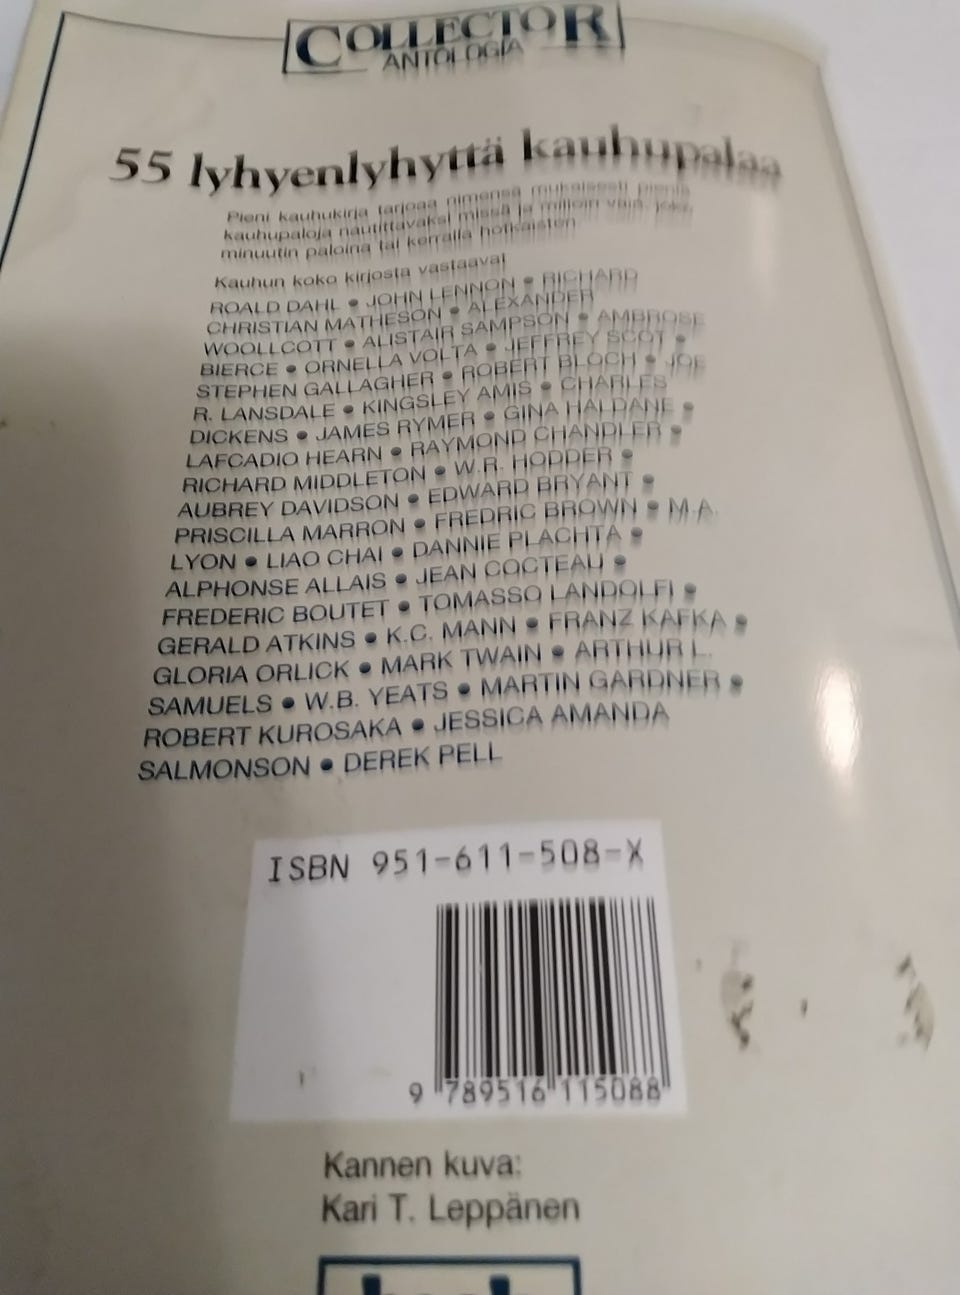 COLLECTOR
ANTOLOGIA
55 lyhyenlyhyttä kauhupalaa
Pieni kauhukirja tarjoaa nimensä mukaisesti pieniä
kauhupaloja nautittavaksi missä ja milloin vain, joko
minuutin paloina tai kerralla hotkaisten
Kauhun koko kirjosta vastaavat
ROALD DAHL • JOHN LENNON • RICHARD
CHRISTIAN MATHESON • ALEXANDER
WOOLLCOTT • ALISTAIR SAMPSON • AMBROSE
BIERCE • ORNELLA VOLTA • JEFFREY SCOT •
STEPHEN GALLAGHER • ROBERT BLOCH • JOE
R. LANSDALE • KINGSLEY AMIS • CHARLES
DICKENS • JAMES RYMER • GINA HALDANE •
LAFCADIO HEARN • RAYMOND CHANDLER •
RICHARD MIDDLETON • W.R. HODDER •
AUBREY DAVIDSON • EDWARD BRYANT •
PRISCILLA MARRON • FREDRIC BROWN • M.A.
LYON • LIAO CHAI • DANNIE PLACHTA •
ALPHONSE ALLAIS • JEAN COCTEAU •
FREDERIC BOUTET • TOMASSO LANDOLFI •
GERALD ATKINS • K.C. MANN • FRANZ KAFKA •
GLORIA ORLICK • MARK TWAIN • ARTHUR L.
SAMUELS • W.B. YEATS • MARTIN GARDNER •
ROBERT KUROSAKA • JESSICA AMANDA
SALMONSON • DEREK PELL
ISBN 951-611-508-X
9 789516 115088
Kannen kuva:
Kari T. Leppänen